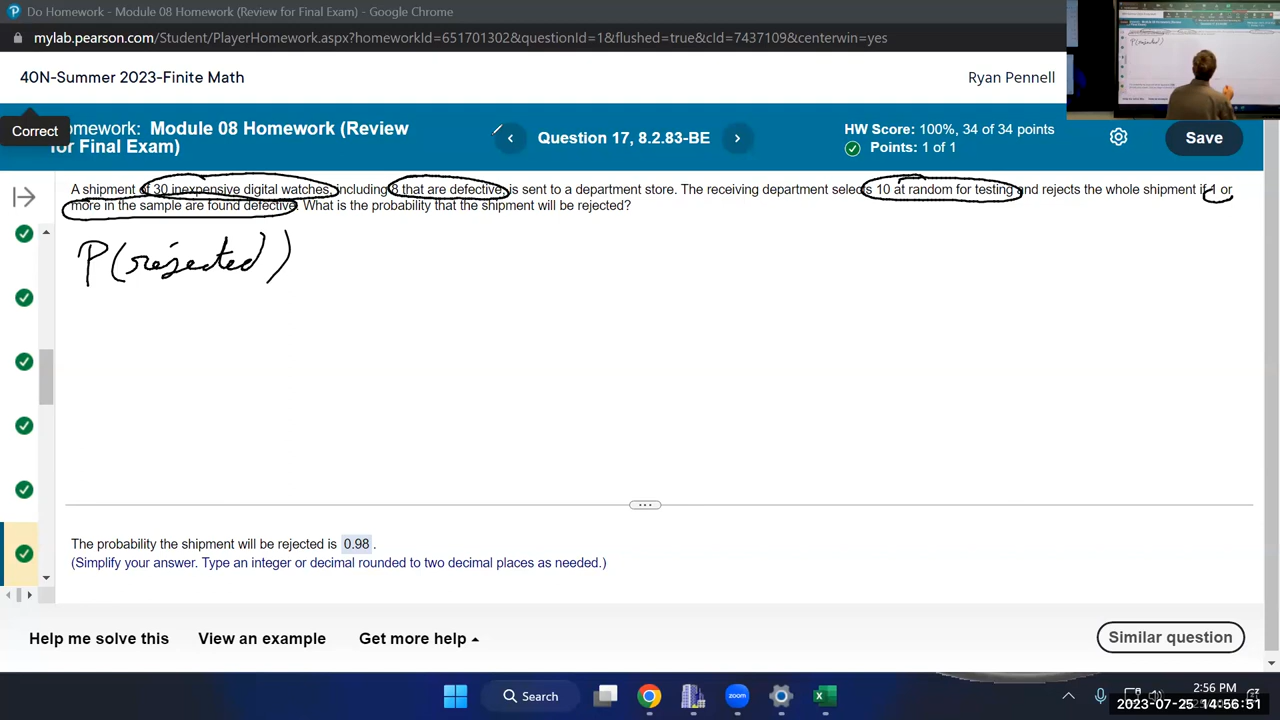 Do Homework - Module 08 Homework (Review for Final Exam) - Google Chrome
mylab.pearson.com/Student/PlayerHomework.aspx?homeworkId=1&flushed=true 7437199&centerwin=yes
40N-Summer 2023-Finite Math
Ryan Pennell
Correct
omework: Module 08 Homework (Review
for Final Exam)
Question 17, 8.2.83-BE
HW Score: 100%, 34 of 34 points
Points: 1 of 1
Save
A shipment of 30 inexpensive digital watches, including 8 that are defective, is sent to a department store. The receiving department selects 10 at random for testing and rejects the whole shipment if 1 or
more in the sample are found defective. What is the probability that the shipment will be rejected?
P(rejected)
The probability the shipment will be rejected is 0.98.
(Simplify your answer. Type an integer or decimal rounded to two decimal places as needed.)
Help me solve this
View an example
Get more help
Similar question
Search
zoom
2:56 PM
2023-07-25 14:56:51